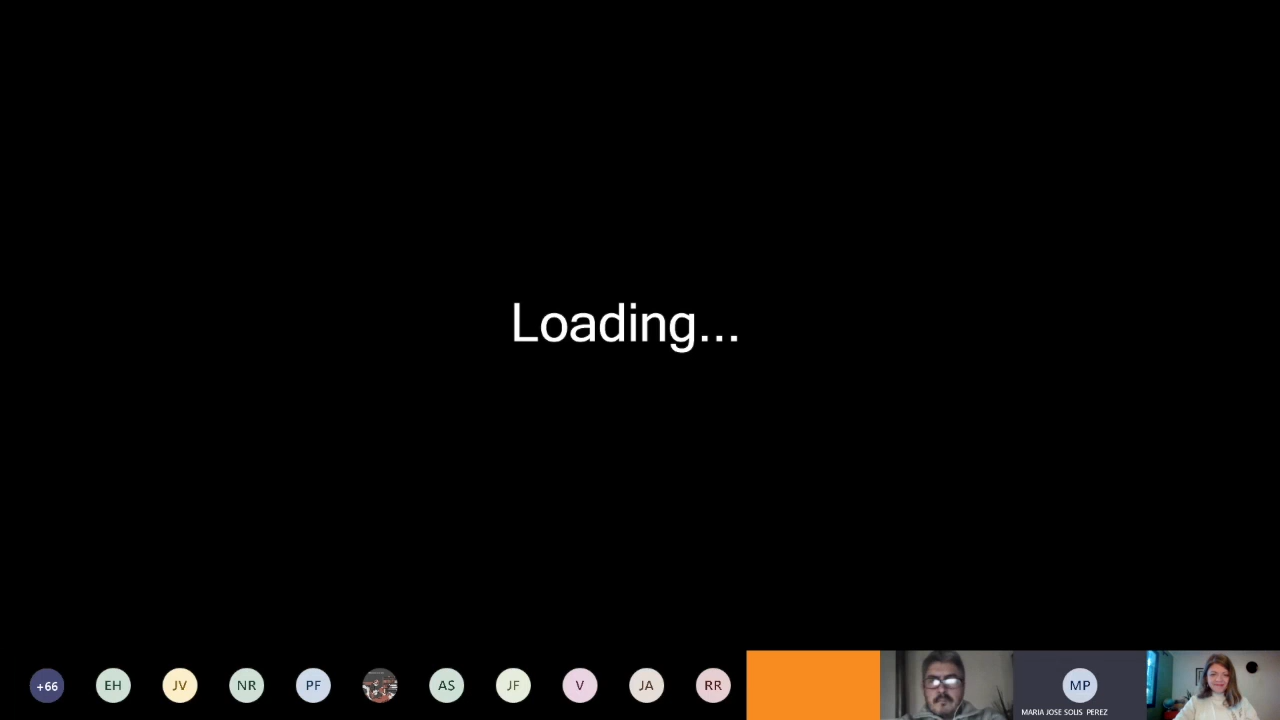 Loading...
+66
EH
JV
NR
PF
AS
JF
V
JA
RR
MP
MARIA JOSE SOLIS PEREZ